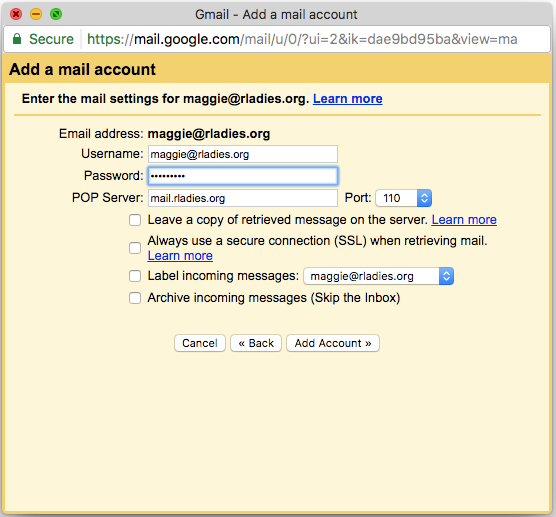 Gmail - Add a mail account
Secure https://mail.google.com/mail/u/0/?ui=2&ik=dae9bd95ba&view=ma
Add a mail account
Enter the mail settings for maggie@rladies.org. Learn more
Email address: maggie@rladies.org
Username: maggie@rladies.org
Password: •••••••••
POP Server: mail.rladies.org Port: 110
Leave a copy of retrieved message on the server. Learn more
Always use a secure connection (SSL) when retrieving mail.
Learn more
Label incoming messages: maggie@rladies.org
Archive incoming messages (Skip the Inbox)
Cancel « Back Add Account »